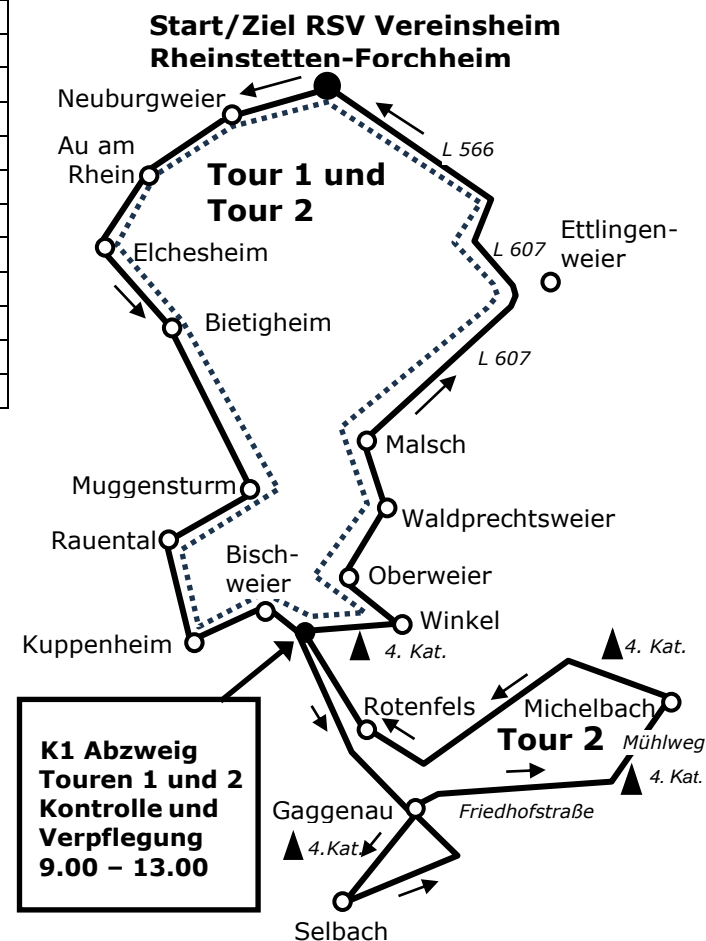 Start/Ziel RSV Vereinsheim
Rheinstetten-Forchheim
Neuburgweier
Au am
Rhein
L 566
Tour 1 und
Tour 2
Elchesheim
L 607
Ettlingen-
weier
Bietigheim
L 607
Malsch
Muggensturm
Waldprechtsweier
Rauental
Bisch-
weier
Oberweier
Winkel
Kuppenheim
4. Kat.
4. Kat.
Rotenfels
Michelbach
Tour 2
Mühlweg
4. Kat.
K1 Abzweig
Touren 1 und 2
Kontrolle und
Verpflegung
9.00 – 13.00
Gaggenau
Friedhofstraße
4.Kat.
Selbach